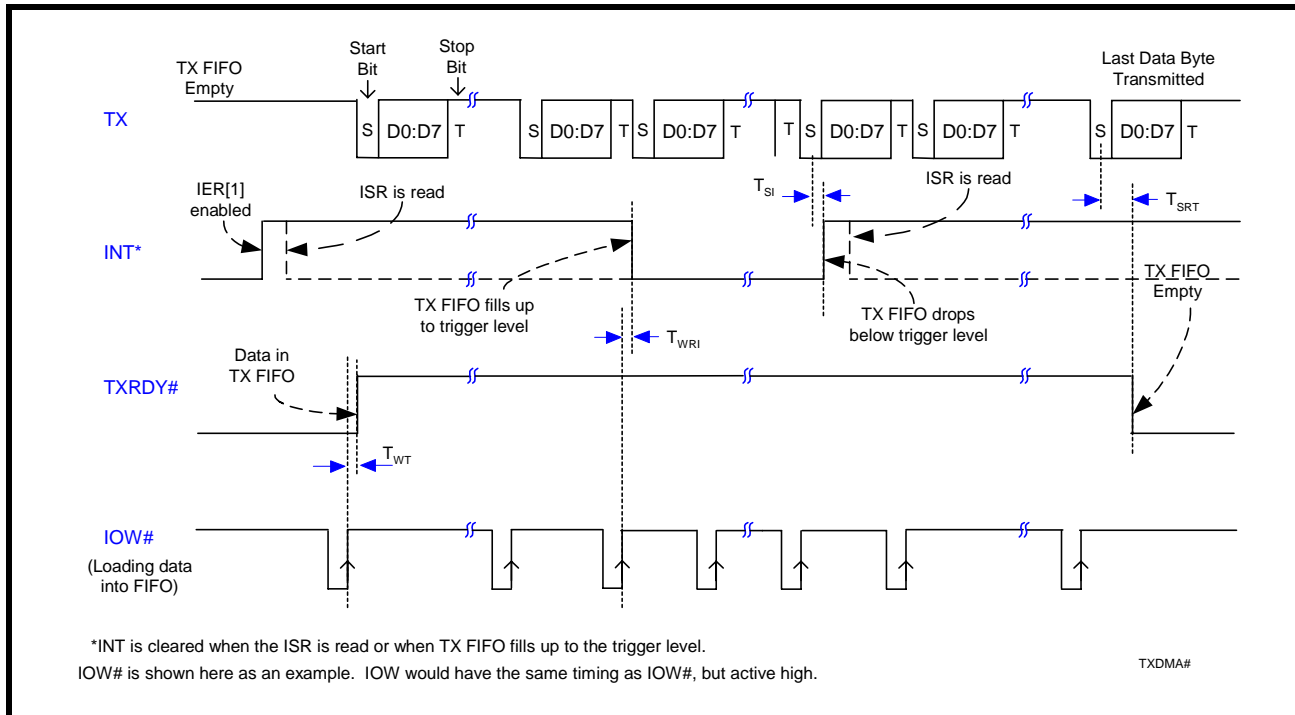 Start
Bit
Stop
Bit
TX FIFO
Empty
Last Data Byte
Transmitted
TX
S D0:D7 T S D0:D7 T S D0:D7 T T S D0:D7 T S D0:D7 T S D0:D7 T
IER[1]
enabled
ISR is read
TSI
ISR is read
TSRT
INT*
TX FIFO fills up
to trigger level
TX FIFO drops
below trigger level
TX FIFO
Empty
TWRI
Data in
TX FIFO
TXRDY#
TWT
IOW#
(Loading data
into FIFO)
*INT is cleared when the ISR is read or when TX FIFO fills up to the trigger level.
IOW# is shown here as an example. IOW would have the same timing as IOW#, but active high.
TXDMA#